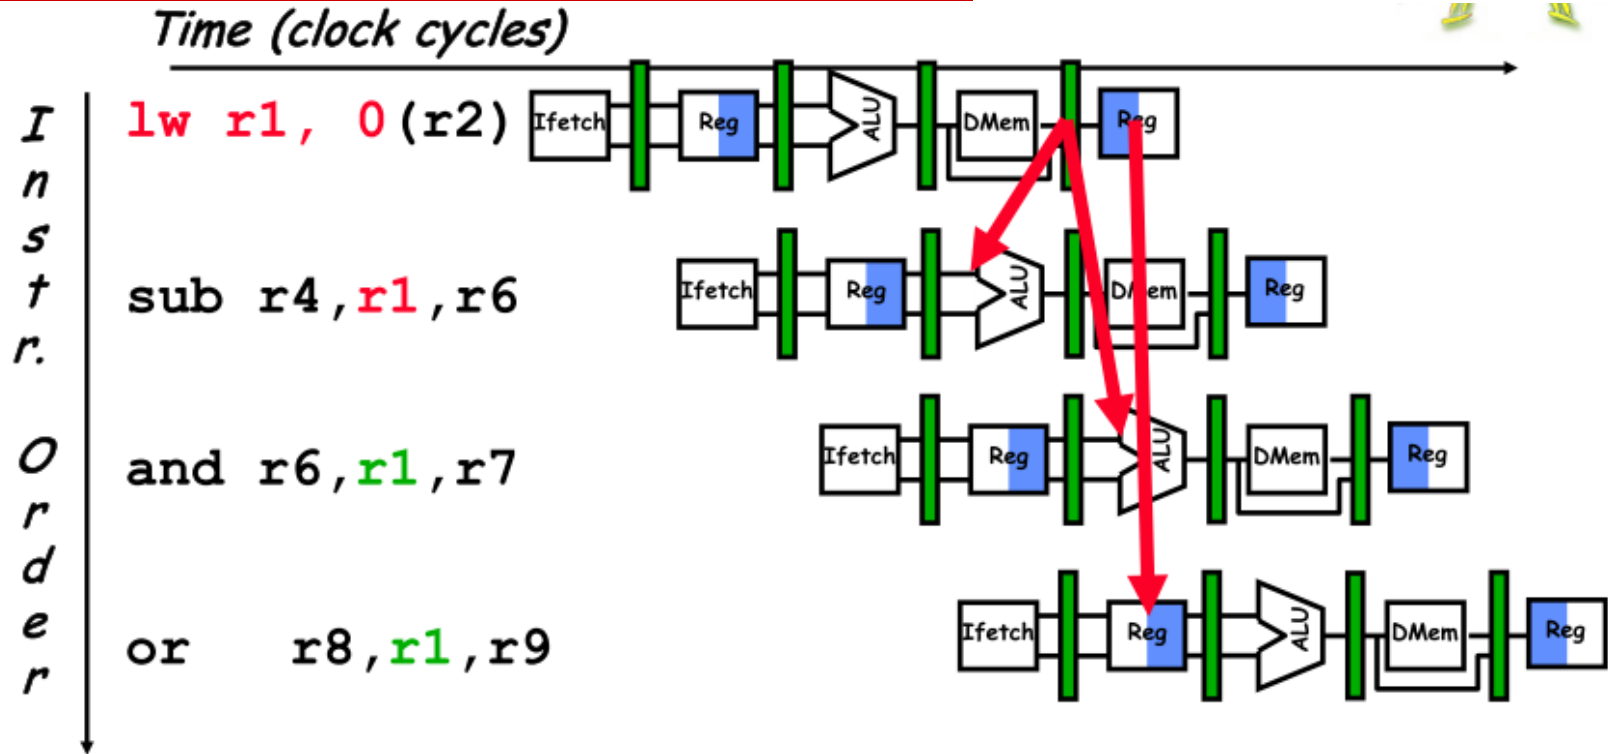 Time (clock cycles)
Instr. Order
lw r1, 0(r2) Ifetch Reg ALU DMem Reg
sub r4,r1,r6 Ifetch Reg ALU DMem Reg
and r6,r1,r7 Ifetch Reg ALU DMem Reg
or r8,r1,r9 Ifetch Reg ALU DMem Reg